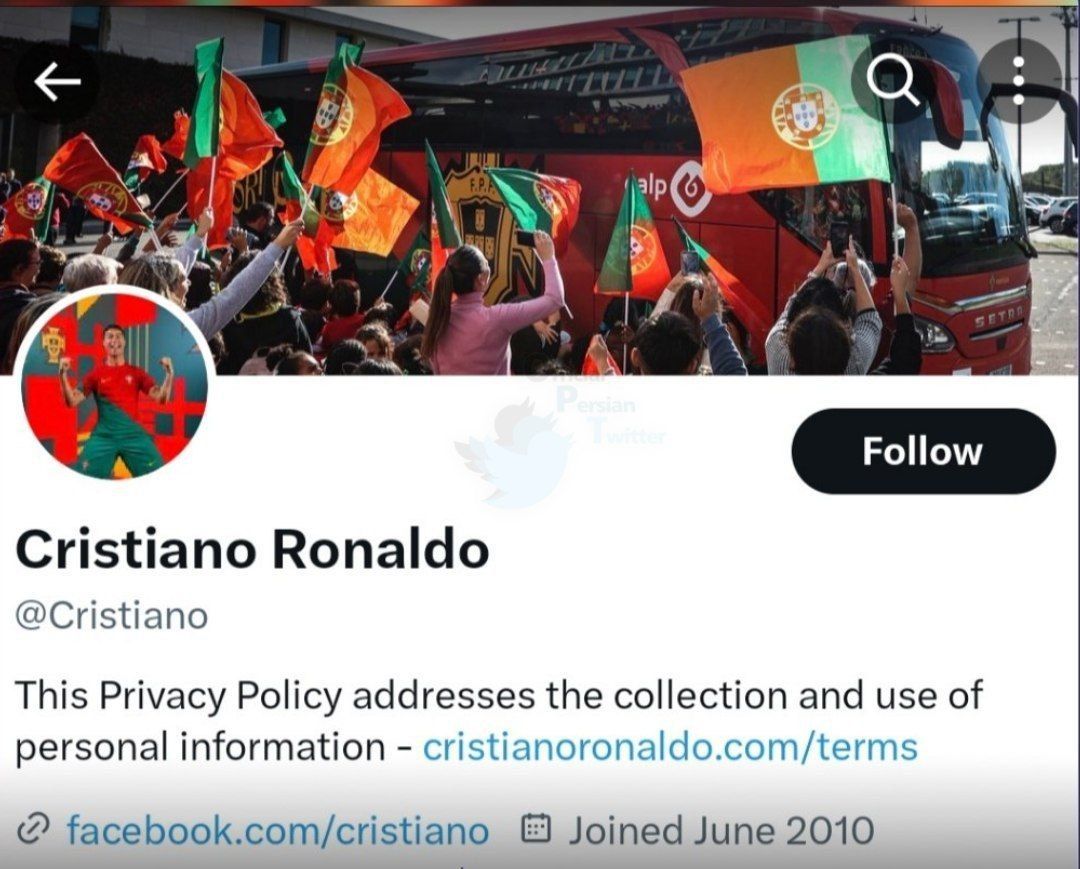 F.P.F.
galp
SETRA
Official
Persian
Twitter
Follow
Cristiano Ronaldo
@Cristiano
This Privacy Policy addresses the collection and use of
personal information - cristianoronaldo.com/terms
facebook.com/cristiano Joined June 2010